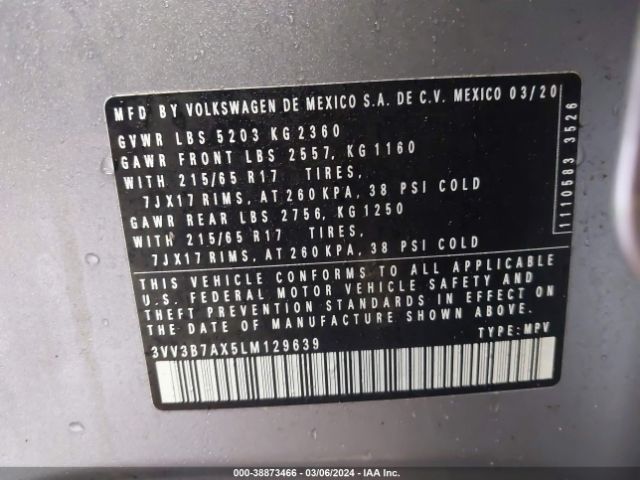 MFD BY VOLKSWAGEN DE MEXICO S.A. DE C.V. MEXICO 03/20
GVWR LBS 5203 KG 2360
GAWR FRONT LBS 2557, KG 1160
WITH 215/65 R17 TIRES,
7JX17 RIMS, AT 260 KPA, 38 PSI COLD
GAWR REAR LBS 2756, KG 1250
WITH 215/65 R17 TIRES,
7JX17 RIMS, AT 260 KPA, 38 PSI COLD
THIS VEHICLE CONFORMS TO ALL APPLICABLE
U.S. FEDERAL MOTOR VEHICLE SAFETY AND
THEFT PREVENTION STANDARDS IN EFFECT ON
THE DATE OF MANUFACTURE SHOWN ABOVE.
3VV3B7AX5LM129639 TYPE: MPV
1110583 3526
000-38873466 - 03/06/2024 - IAA Inc.